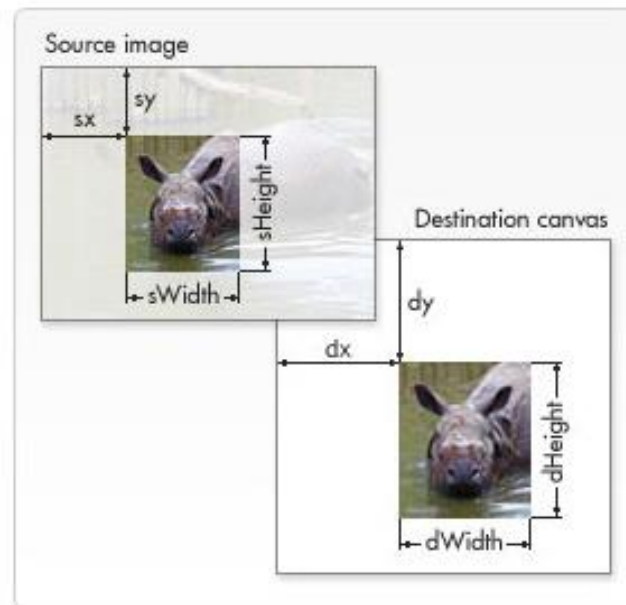 Source image
sy
sx
sHeight
sWidth
Destination canvas
dy
dx
dHeight
dWidth